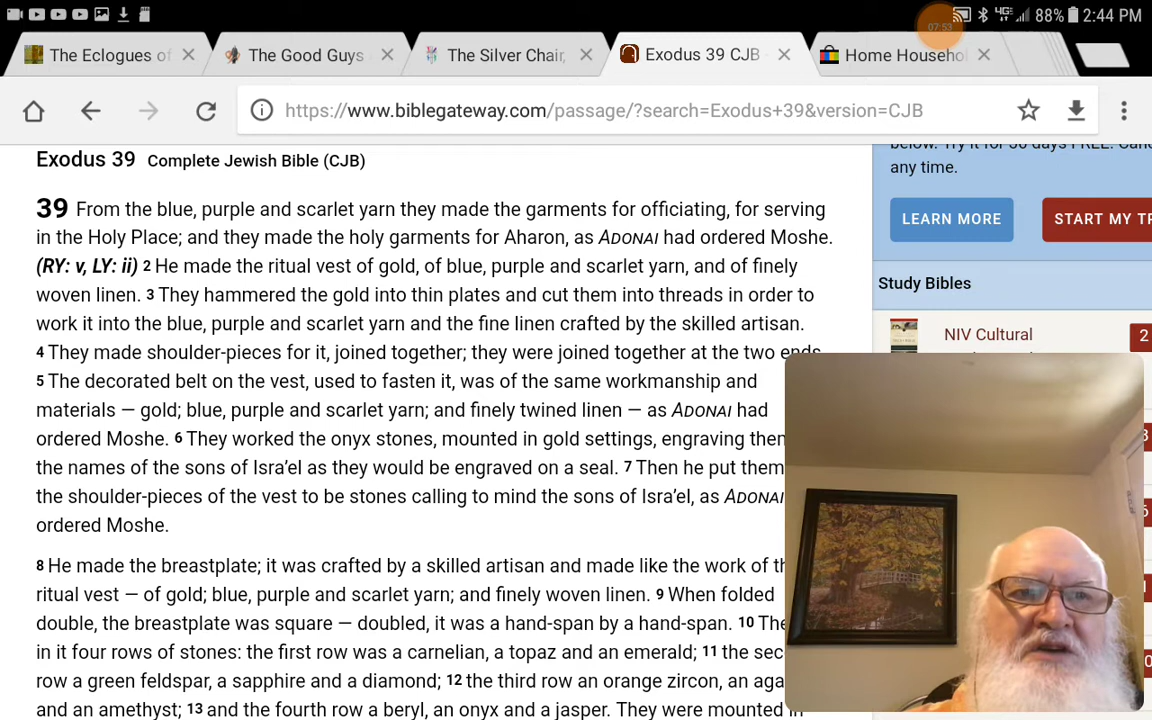 07:53
4G
88%
2:44 PM
The Eclogues of
The Good Guys
The Silver Chair,
Exodus 39 CJB
Home Househo
https://www.biblegateway.com/passage/?search=Exodus+39&version=CJB
any time.
LEARN MORE
START MY TR
Study Bibles
NIV Cultural
2
Exodus 39 Complete Jewish Bible (CJB)
39 From the blue, purple and scarlet yarn they made the garments for officiating, for serving
in the Holy Place; and they made the holy garments for Aharon, as ADONAI had ordered Moshe.
(RY: v, LY: ii) 2 He made the ritual vest of gold, of blue, purple and scarlet yarn, and of finely
woven linen. 3 They hammered the gold into thin plates and cut them into threads in order to
work it into the blue, purple and scarlet yarn and the fine linen crafted by the skilled artisan.
4 They made shoulder-pieces for it, joined together; they were joined together at the two ends.
5 The decorated belt on the vest, used to fasten it, was of the same workmanship and
materials — gold; blue, purple and scarlet yarn; and finely twined linen — as ADONAI had
ordered Moshe. 6 They worked the onyx stones, mounted in gold settings, engraving them
the names of the sons of Isra'el as they would be engraved on a seal. 7 Then he put them
the shoulder-pieces of the vest to be stones calling to mind the sons of Isra'el, as ADONAI
ordered Moshe.
8 He made the breastplate; it was crafted by a skilled artisan and made like the work of th
ritual vest — of gold; blue, purple and scarlet yarn; and finely woven linen. 9 When folded
double, the breastplate was square — doubled, it was a hand-span by a hand-span. 10 The
in it four rows of stones: the first row was a carnelian, a topaz and an emerald; 11 the sec
row a green feldspar, a sapphire and a diamond; 12 the third row an orange zircon, an aga
and an amethyst; 13 and the fourth row a beryl, an onyx and a jasper. They were mounted in